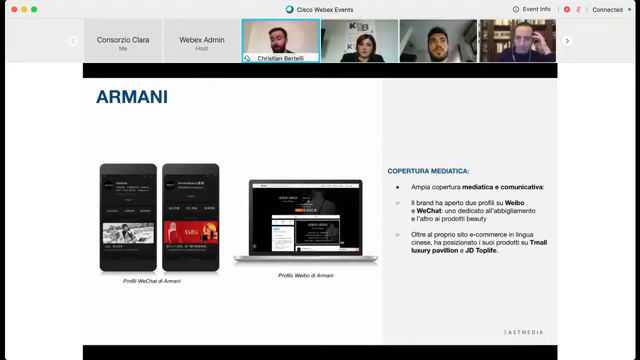 Cisco Webex Events
Event Info
Connected
Consorzio Clara
Me
Webex Admin
Host
Christian Bertelli
ARMANI
COPERTURA MEDIATICA:
Ampia copertura mediatica e comunicativa:
Il brand ha aperto due profili su Weibo
e WeChat: uno dedicato all'abbigliamento
e l'altro ai prodotti beauty
Oltre al proprio sito e-commerce in lingua
cinese, ha posizionato i suoi prodotti su Tmall
luxury pavillion e JD Toplife.
Profili WeChat di Armani
Profilo Weibo di Armani
EASTMEDIA